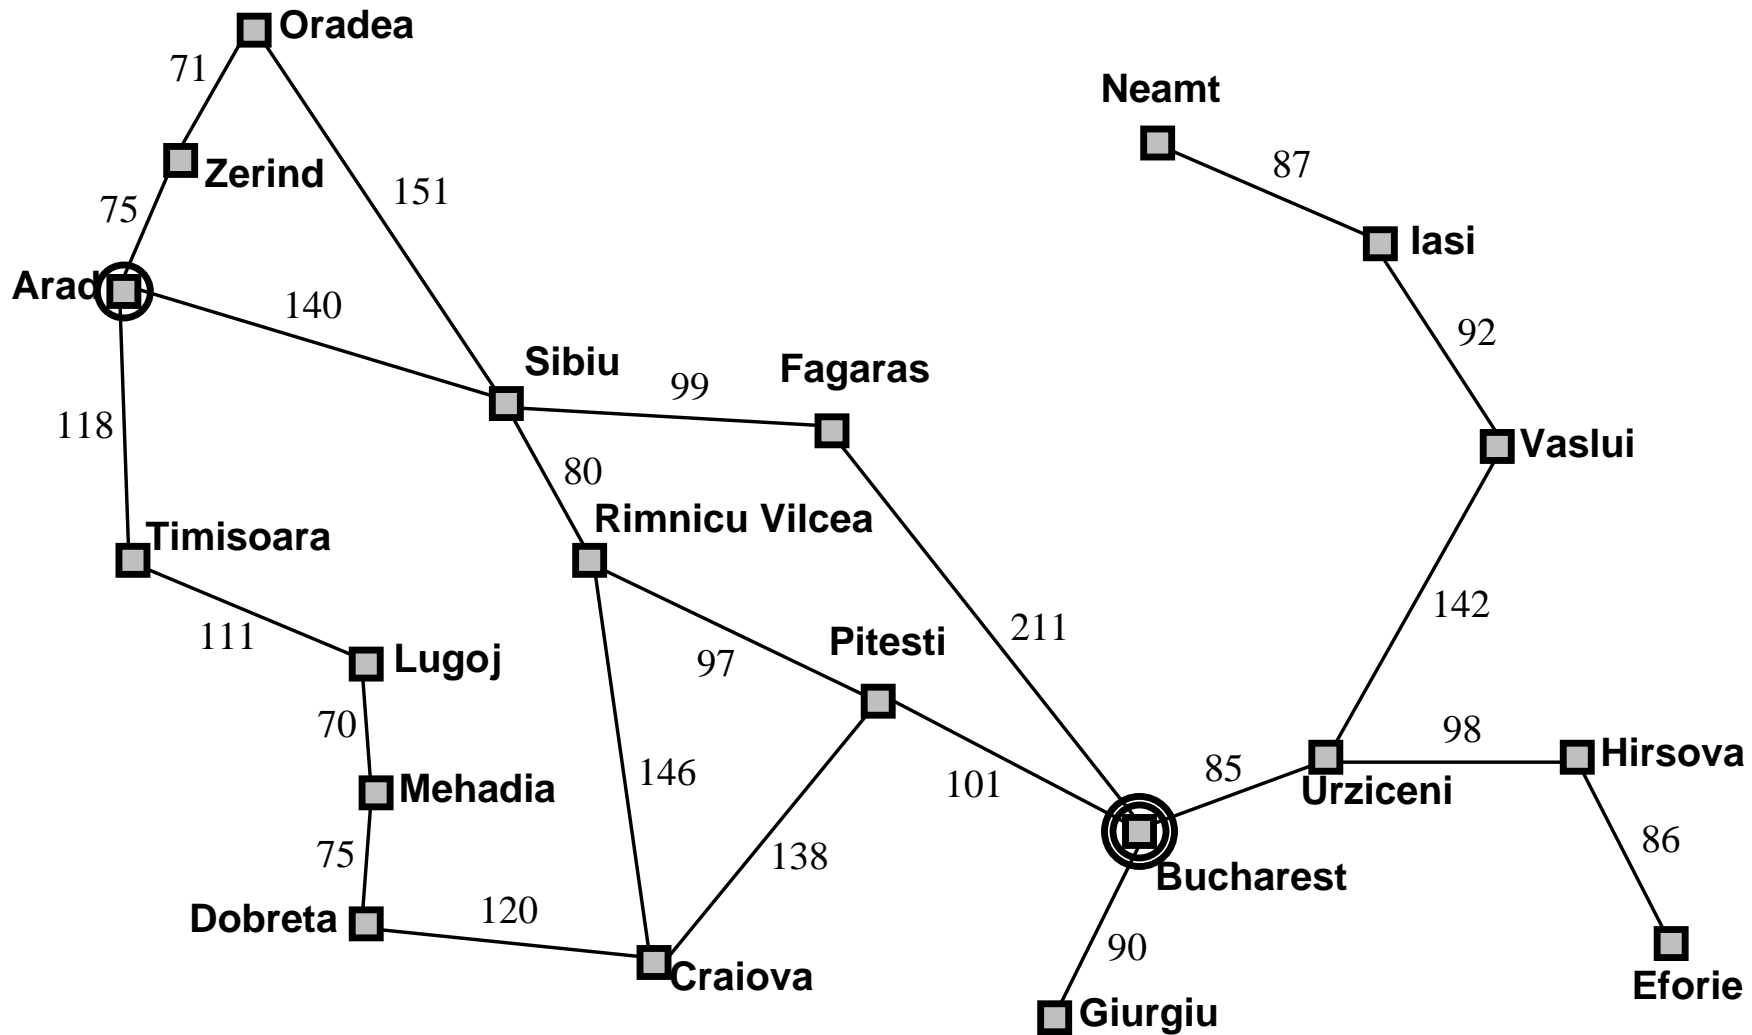 Oradea
71
Neamt
87
Zerind
151
75
Iasi
Arad
140
92
Sibiu
99
Fagaras
118
Vaslui
80
Rimnicu Vilcea
Timisoara
142
211
111
Pitesti
97
Lugoj
70
98
Hirsova
146
85
101
Urziceni
Mehadia
86
75
138
Bucharest
120
Dobreta
90
Craiova
Eforie
Giurgiu